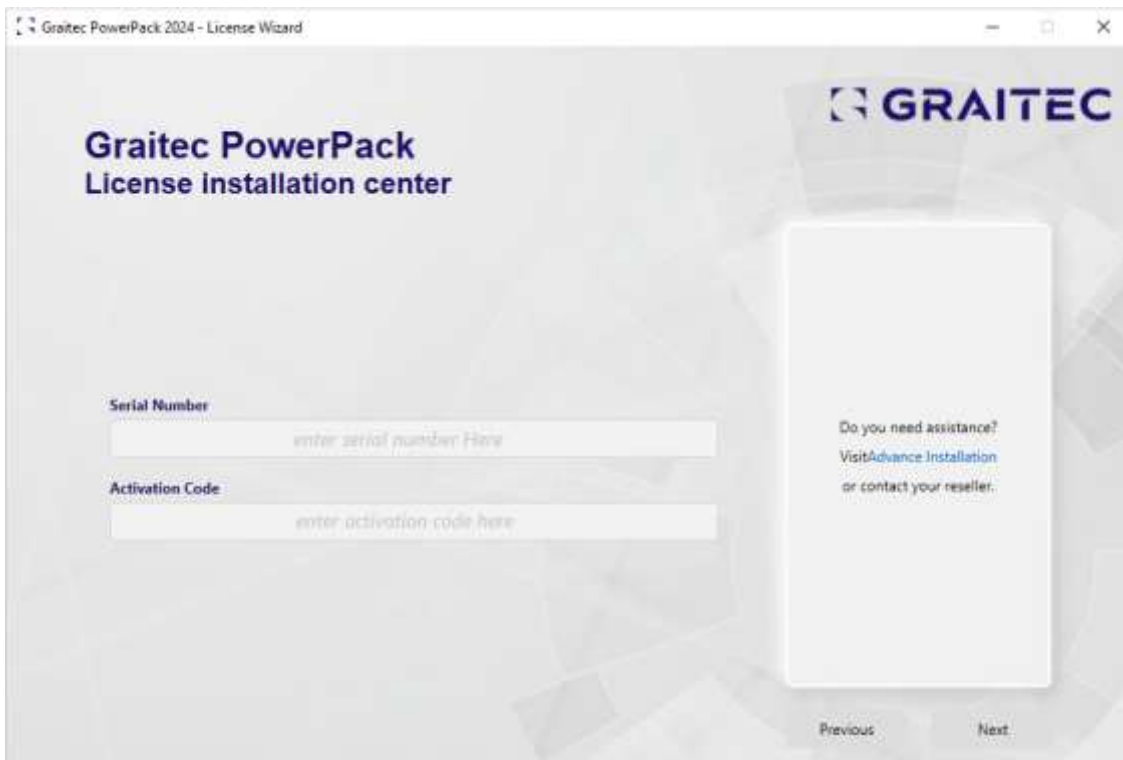 Graitec PowerPack 2024 - License Wizard
GRAITEC
Graitec PowerPack
License installation center
Serial Number
enter serial number Here
Activation Code
enter activation code here
Do you need assistance?
VisitAdvance Installation
or contact your reseller.
Previous
Next